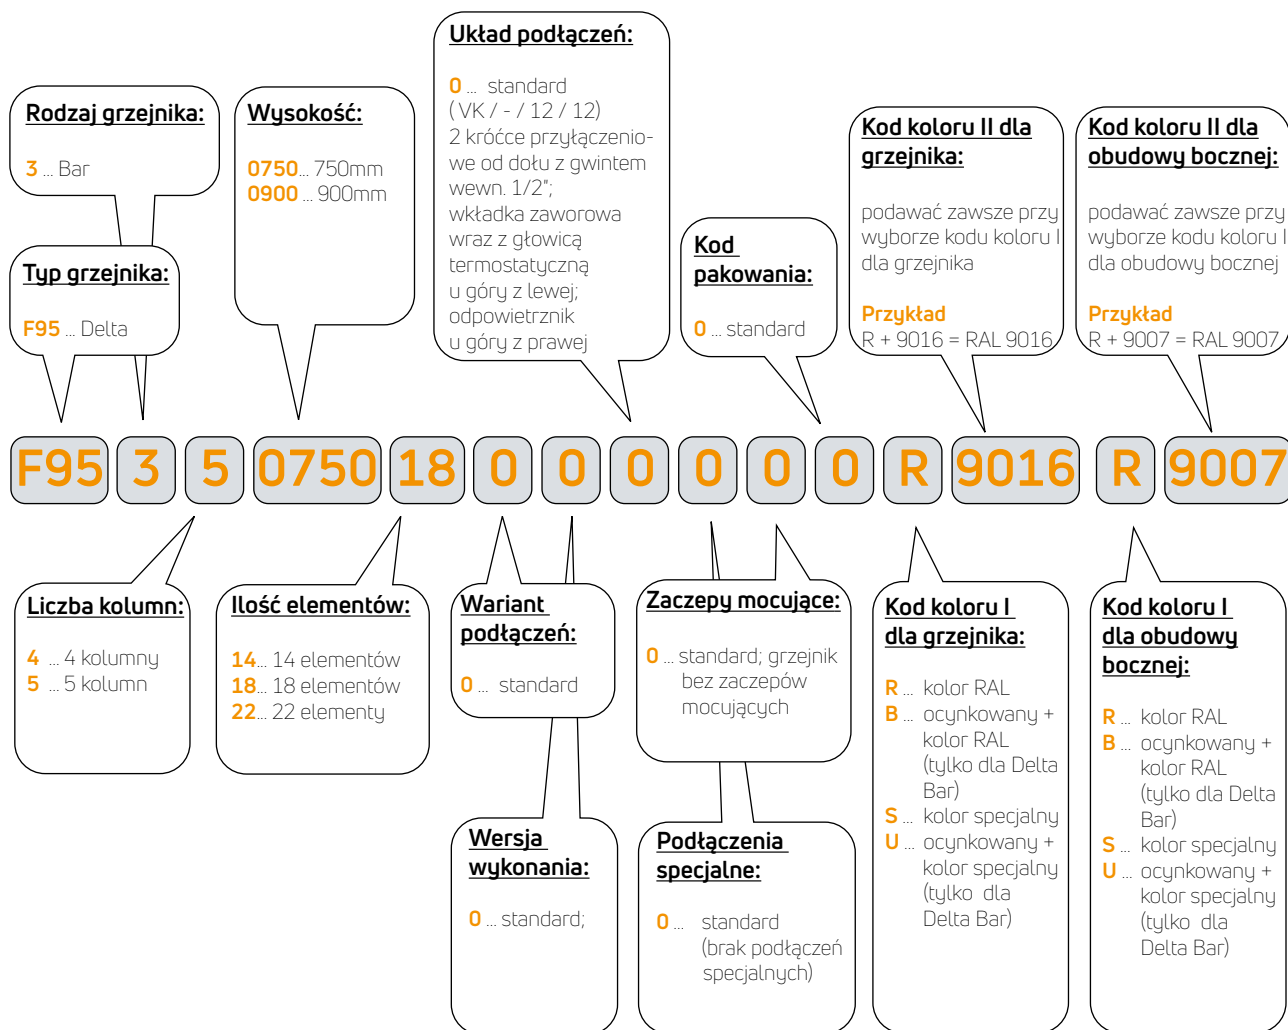 Układ podłączeń:
0 ... standard
( VK / - / 12 / 12)
2 króćce przyłączenio-
we od dołu z gwintem
wewn. 1/2";
wkładka zaworowa
wraz z głowicą
termostatyczną
u góry z lewej;
odpowietrznik
u góry z prawej
Rodzaj grzejnika:
3 ... Bar
Typ grzejnika:
F95 ... Delta
Wysokość:
0750... 750mm
0900 ... 900mm
Kod
pakowania:
0 ... standard
Kod koloru II dla
grzejnika:
podawać zawsze przy
wyborze kodu koloru I
dla grzejnika
Przykład
R + 9016 = RAL 9016
Kod koloru II dla
obudowy bocznej:
podawać zawsze przy
wyborze kodu koloru I
dla obudowy bocznej
Przykład
R + 9007 = RAL 9007
F95 3 5 0750 18 0 0 0 0 0 0 R 9016 R 9007
Liczba kolumn:
4 ... 4 kolumny
5 ... 5 kolumn
Ilość elementów:
14... 14 elementów
18... 18 elementów
22... 22 elementy
Wariant
podłączeń:
0 ... standard
Zaczepy mocujące:
0 ... standard; grzejnik
bez zaczepów
mocujących
Wersja
wykonania:
0 ... standard;
Podłączenia
specjalne:
0 ... standard
(brak podłączeń
specjalnych)
Kod koloru I
dla grzejnika:
R ... kolor RAL
B ... ocynkowany +
kolor RAL
(tylko dla Delta
Bar)
S ... kolor specjalny
U ... ocynkowany +
kolor specjalny
(tylko dla
Delta Bar)
Kod koloru I
dla obudowy
bocznej:
R ... kolor RAL
B ... ocynkowany +
kolor RAL
(tylko dla Delta
Bar)
S ... kolor specjalny
U ... ocynkowany +
kolor specjalny
(tylko dla
Delta Bar)